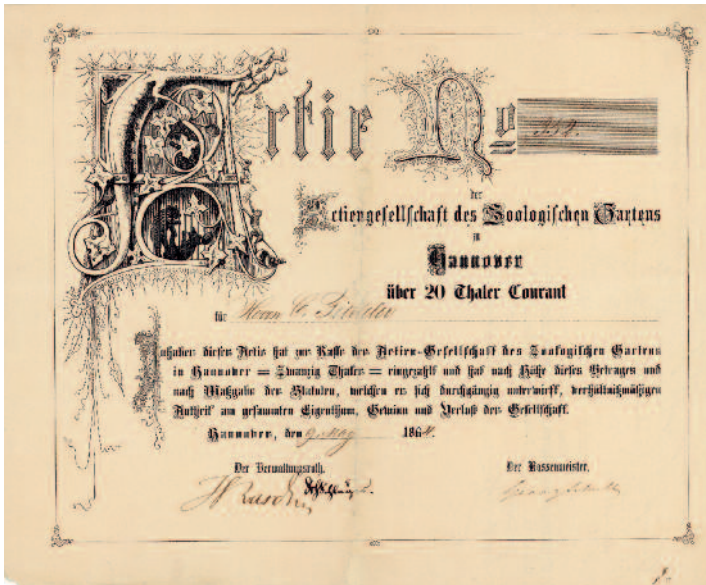 Actie No
der
Actiengesellschaft des Zoologischen Gartens
zu
Hannover
über 20 Thaler Courant
für Herrn C.
Inhaber dieser Actie hat zur Kasse der Actien-Gesellschaft des Zoologischen Gartens
in Hannover = Zwanzig Thaler = eingezahlt und hat nach Höhe dieses Betrages und
nach Maßgabe der Statuten, welchen er sich durchgängig unterwirft, verhältnißmäßigen
Antheil am gesammten Eigenthum, Gewinn und Verlust der Gesellschaft.
Hannover, den 9. May 1864.
Der Verwaltungsrath. Der Kassenmeister.